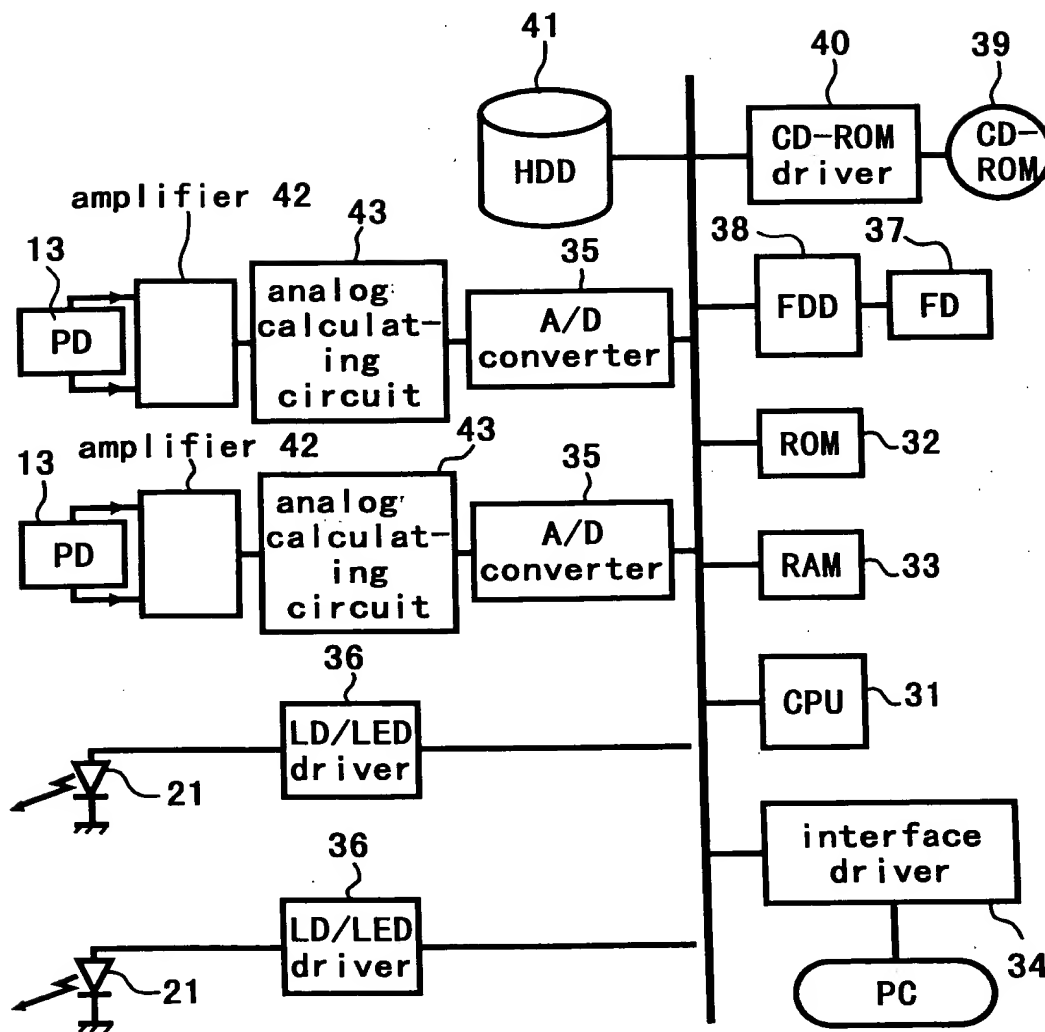 41
40
39
HDD
CD-ROM
driver
CD-
ROM
amplifier 42
43
13
PD
analog
calculat-
ing
circuit
35
A/D
converter
38
37
FDD
FD
amplifier 42
43
13
PD
analog
calculat-
ing
circuit
35
A/D
converter
ROM
32
RAM
33
36
LD/LED
driver
21
CPU
31
36
LD/LED
driver
21
interface
driver
34
PC